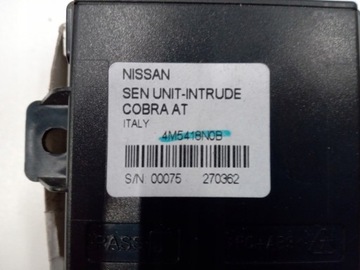 NISSAN
SEN UNIT-INTRUDE
COBRA AT
ITALY
4M5418N0B
S/N 00075 270362